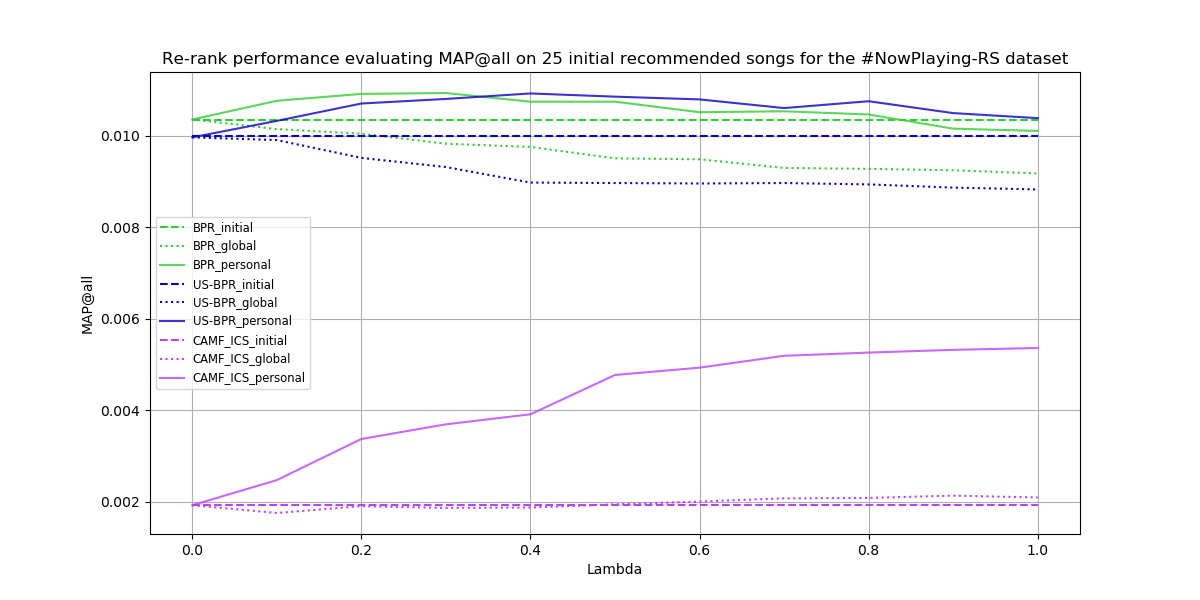 Re-rank performance evaluating MAP@all on 25 initial recommended songs for the #NowPlaying-RS dataset
MAP@all
0.010
0.008
0.006
0.004
0.002
BPR_initial
BPR_global
BPR_personal
US-BPR_initial
US-BPR_global
US-BPR_personal
CAMF_ICS_initial
CAMF_ICS_global
CAMF_ICS_personal
0.0 0.2 0.4 0.6 0.8 1.0
Lambda